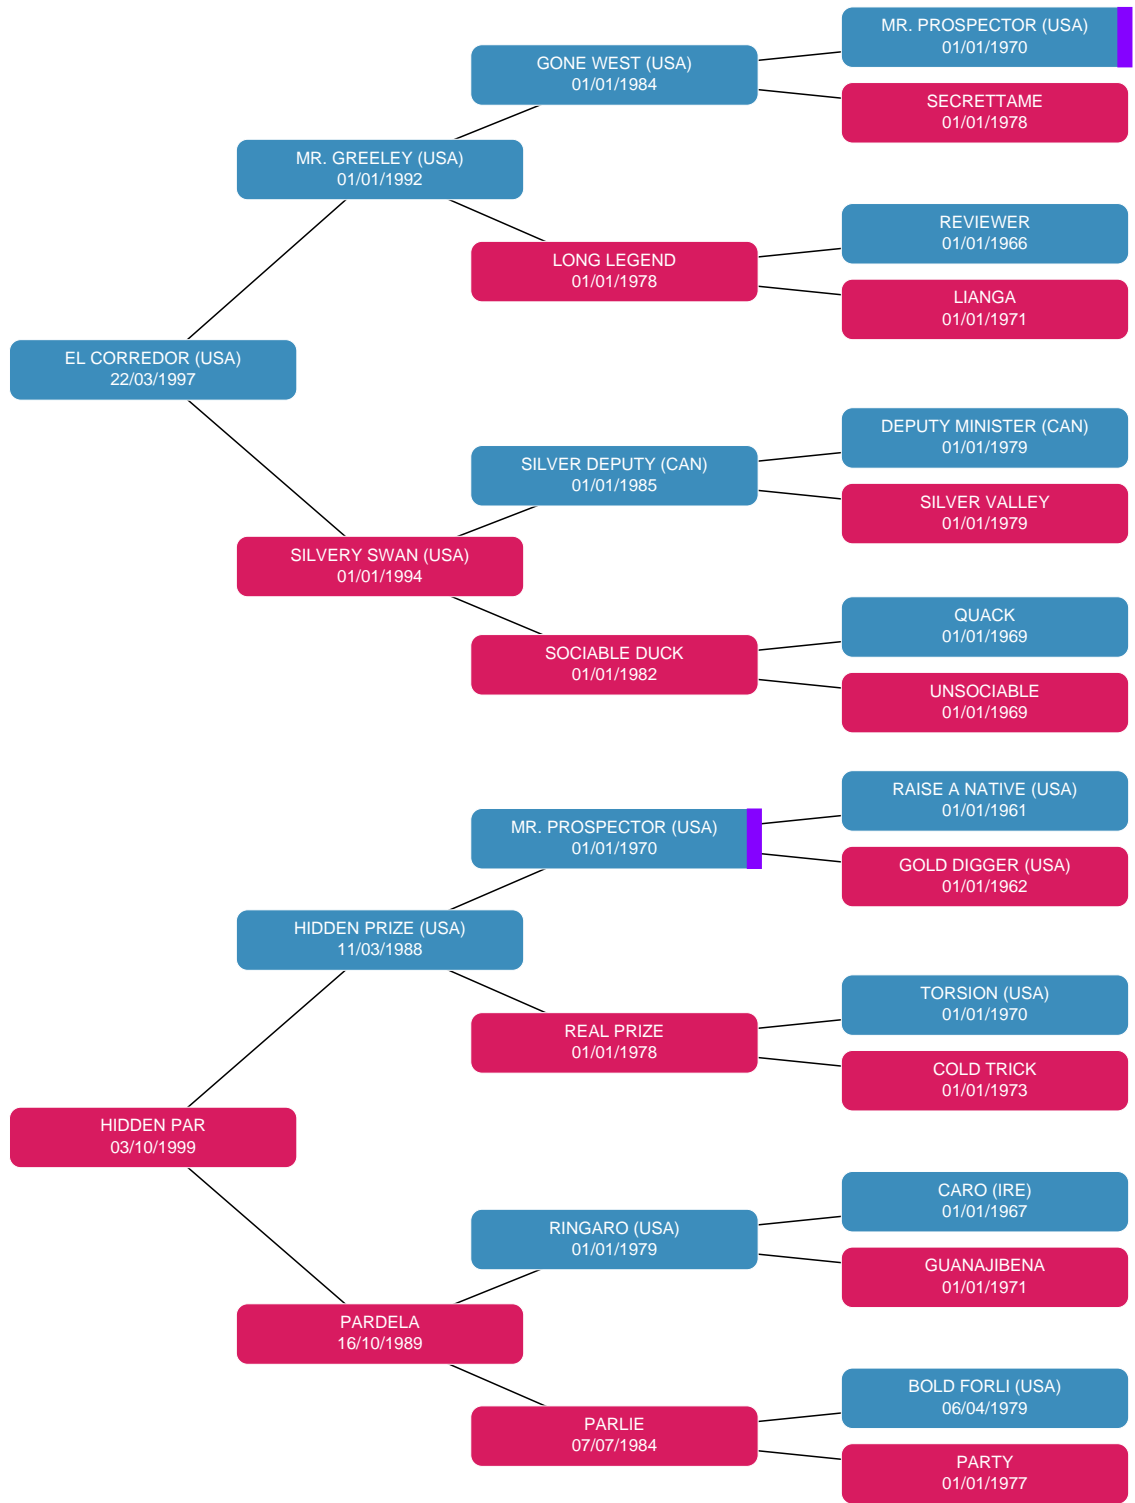 MR. PROSPECTOR (USA)
01/01/1970
GONE WEST (USA)
01/01/1984
SECRETTAME
01/01/1978
MR. GREELEY (USA)
01/01/1992
REVIEWER
01/01/1966
LONG LEGEND
01/01/1978
LIANGA
01/01/1971
EL CORREDOR (USA)
22/03/1997
DEPUTY MINISTER (CAN)
01/01/1979
SILVER DEPUTY (CAN)
01/01/1985
SILVER VALLEY
01/01/1979
SILVERY SWAN (USA)
01/01/1994
QUACK
01/01/1969
SOCIABLE DUCK
01/01/1982
UNSOCIABLE
01/01/1969
RAISE A NATIVE (USA)
01/01/1961
MR. PROSPECTOR (USA)
01/01/1970
GOLD DIGGER (USA)
01/01/1962
HIDDEN PRIZE (USA)
11/03/1988
TORSION (USA)
01/01/1970
REAL PRIZE
01/01/1978
COLD TRICK
01/01/1973
HIDDEN PAR
03/10/1999
CARO (IRE)
01/01/1967
RINGARO (USA)
01/01/1979
GUANAJIBENA
01/01/1971
PARDELA
16/10/1989
BOLD FORLI (USA)
06/04/1979
PARLIE
07/07/1984
PARTY
01/01/1977